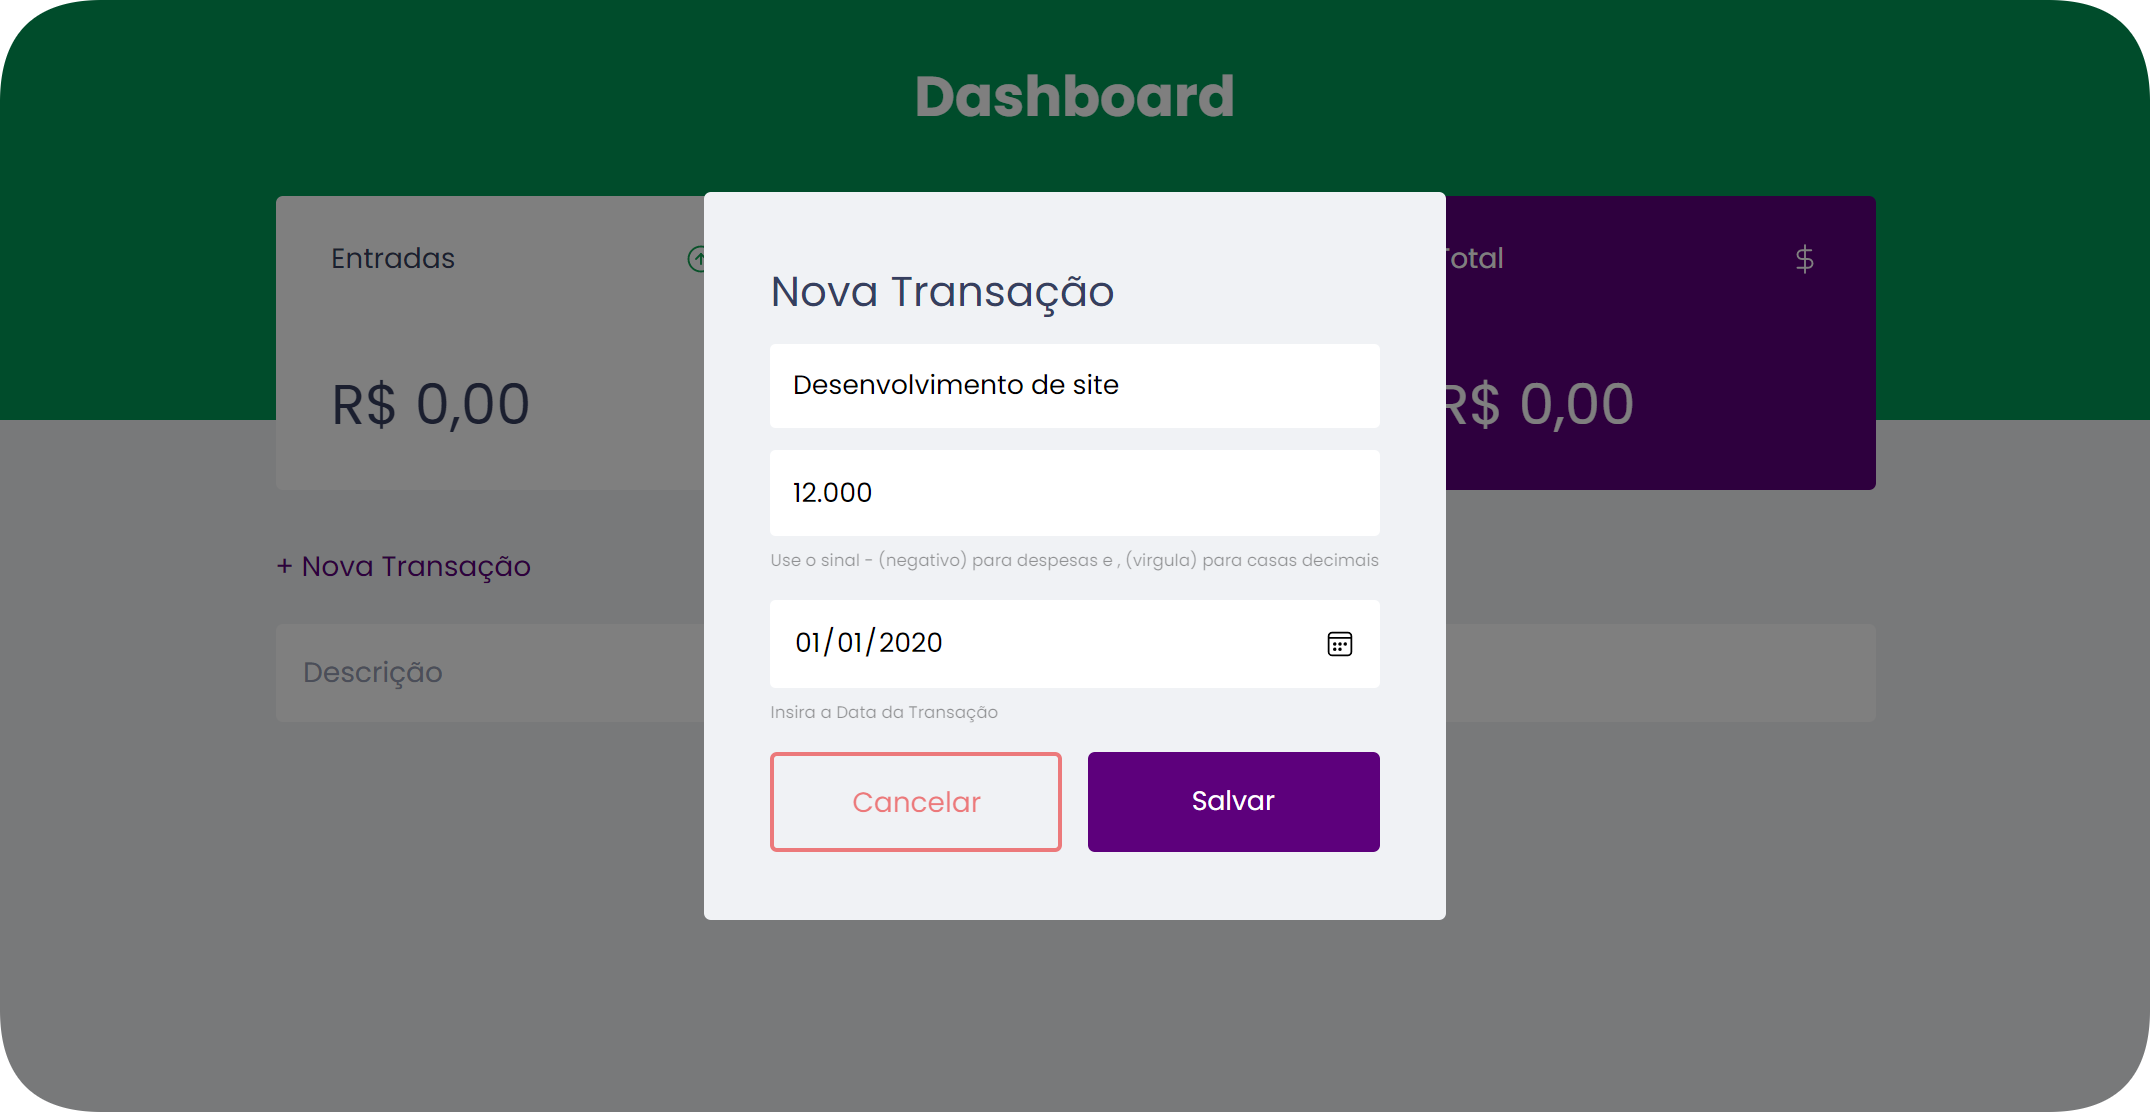 Dashboard
Entradas
R$ 0,00
Total $
R$ 0,00
+ Nova Transação
Descrição
Nova Transação
Desenvolvimento de site
12.000
Use o sinal - (negativo) para despesas e , (virgula) para casas decimais
01/01/2020
Insira a Data da Transação
Cancelar
Salvar